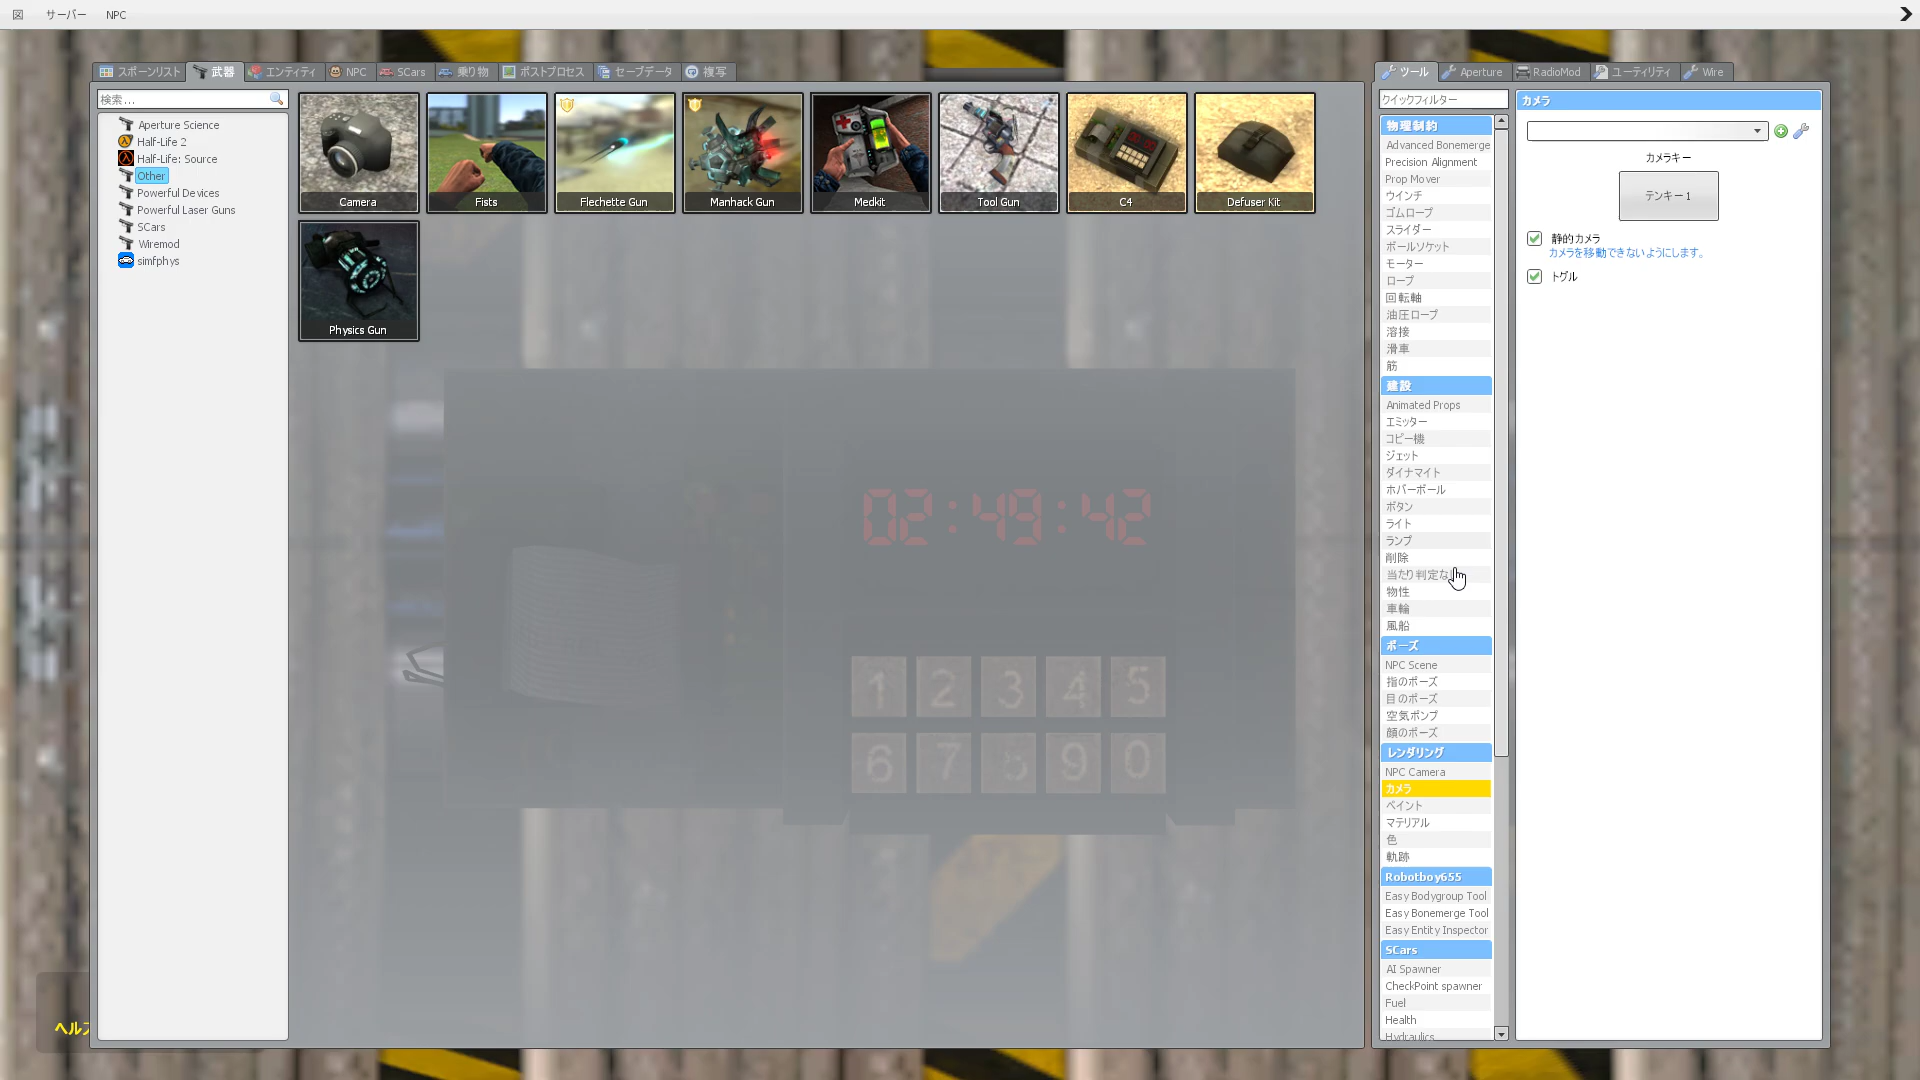 図 サーバー NPC
スポーンリスト 武器 エンティティ NPC SCars 乗り物 ポストプロセス セーブデータ 複写
検索...
Aperture Science
Half-Life 2
Half-Life: Source
Other
Powerful Devices
Powerful Laser Guns
SCars
Wiremod
simfphys
Camera Fists Flechette Gun Manhack Gun Medkit Tool Gun C4 Defuser Kit
Physics Gun
02:49:42
1 2 3 4 5
6 7 8 9 0
ヘル
ツール Aperture RadioMod ユーティリティ Wire
クイックフィルター
物理制約
Advanced Bonemerge
Precision Alignment
Prop Mover
ウインチ
ゴムロープ
スライダー
ボールソケット
モーター
ロープ
回転軸
油圧ロープ
溶接
滑車
筋
建設
Animated Props
エミッター
コピー機
ジェット
ダイナマイト
ホバーボール
ボタン
ライト
ランプ
削除
当たり判定な
物性
車輪
風船
ポーズ
NPC Scene
指のポーズ
目のポーズ
空気ポンプ
顔のポーズ
レンダリング
NPC Camera
カメラ
ペイント
マテリアル
色
軌跡
Robotboy655
Easy Bodygroup Tool
Easy Bonemerge Tool
Easy Entity Inspector
SCars
AI Spawner
CheckPoint spawner
Fuel
Health
Hydraulics
カメラ
カメラキー
テンキー 1
静的カメラ
カメラを移動できないようにします。
トグル